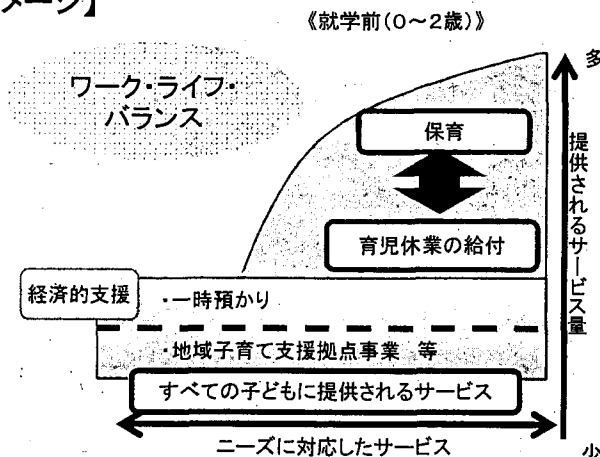 メージ】
《就学前(0～2歳)》
多
ワーク・ライフ・
バランス
保育
提供されるサービス量
育児休業の給付
経済的支援
・一時預かり
・地域子育て支援拠点事業 等
すべての子どもに提供されるサービス
ニーズに対応したサービス
少